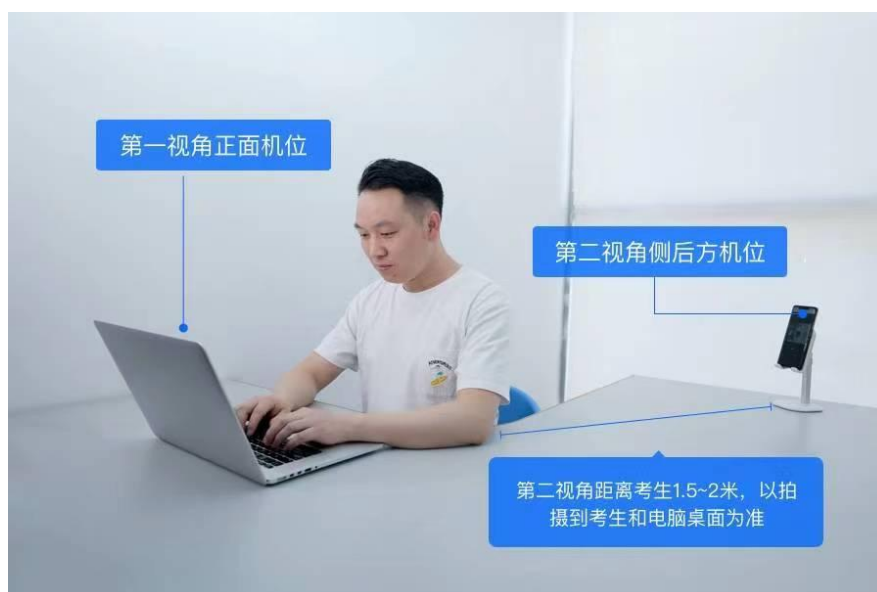 第一视角正面机位
第二视角侧后方机位
第二视角距离考生1.5~2米，以拍
摄到考生和电脑桌面为准